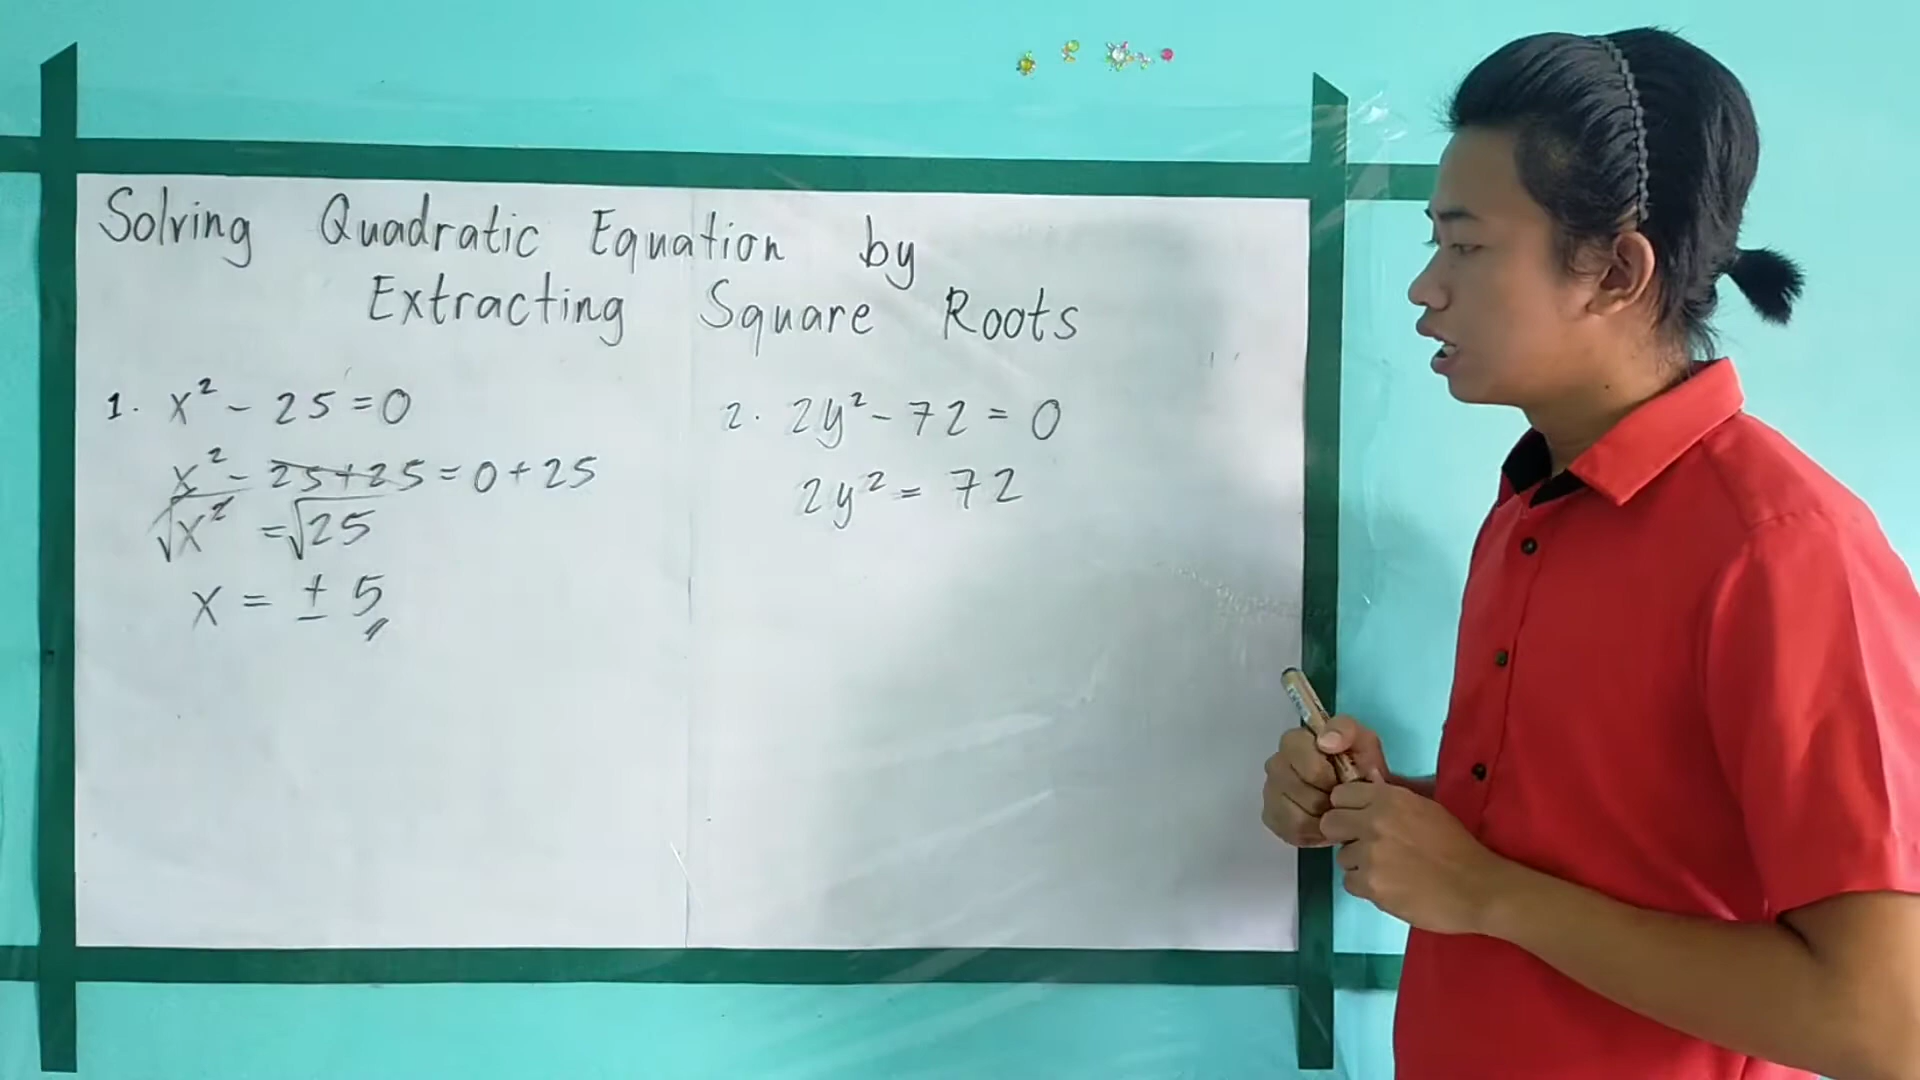 Solving Quadratic Equation by
Extracting Square Roots
1. x² - 25 = 0
x² - 25 + 25 = 0 + 25
√x² = √25
x = ± 5
2. 2y² - 72 = 0
2y² = 72